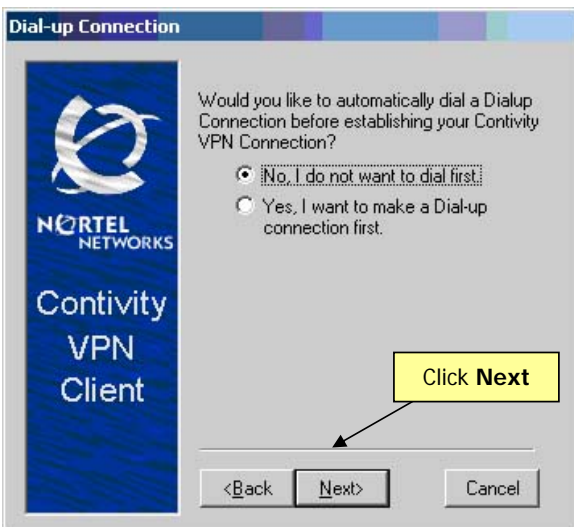 Dial-up Connection
NORTEL
NETWORKS
Contivity
VPN
Client
Would you like to automatically dial a Dialup
Connection before establishing your Contivity
VPN Connection?
No, I do not want to dial first.
Yes, I want to make a Dial-up
connection first.
Click Next
<Back
Next>
Cancel